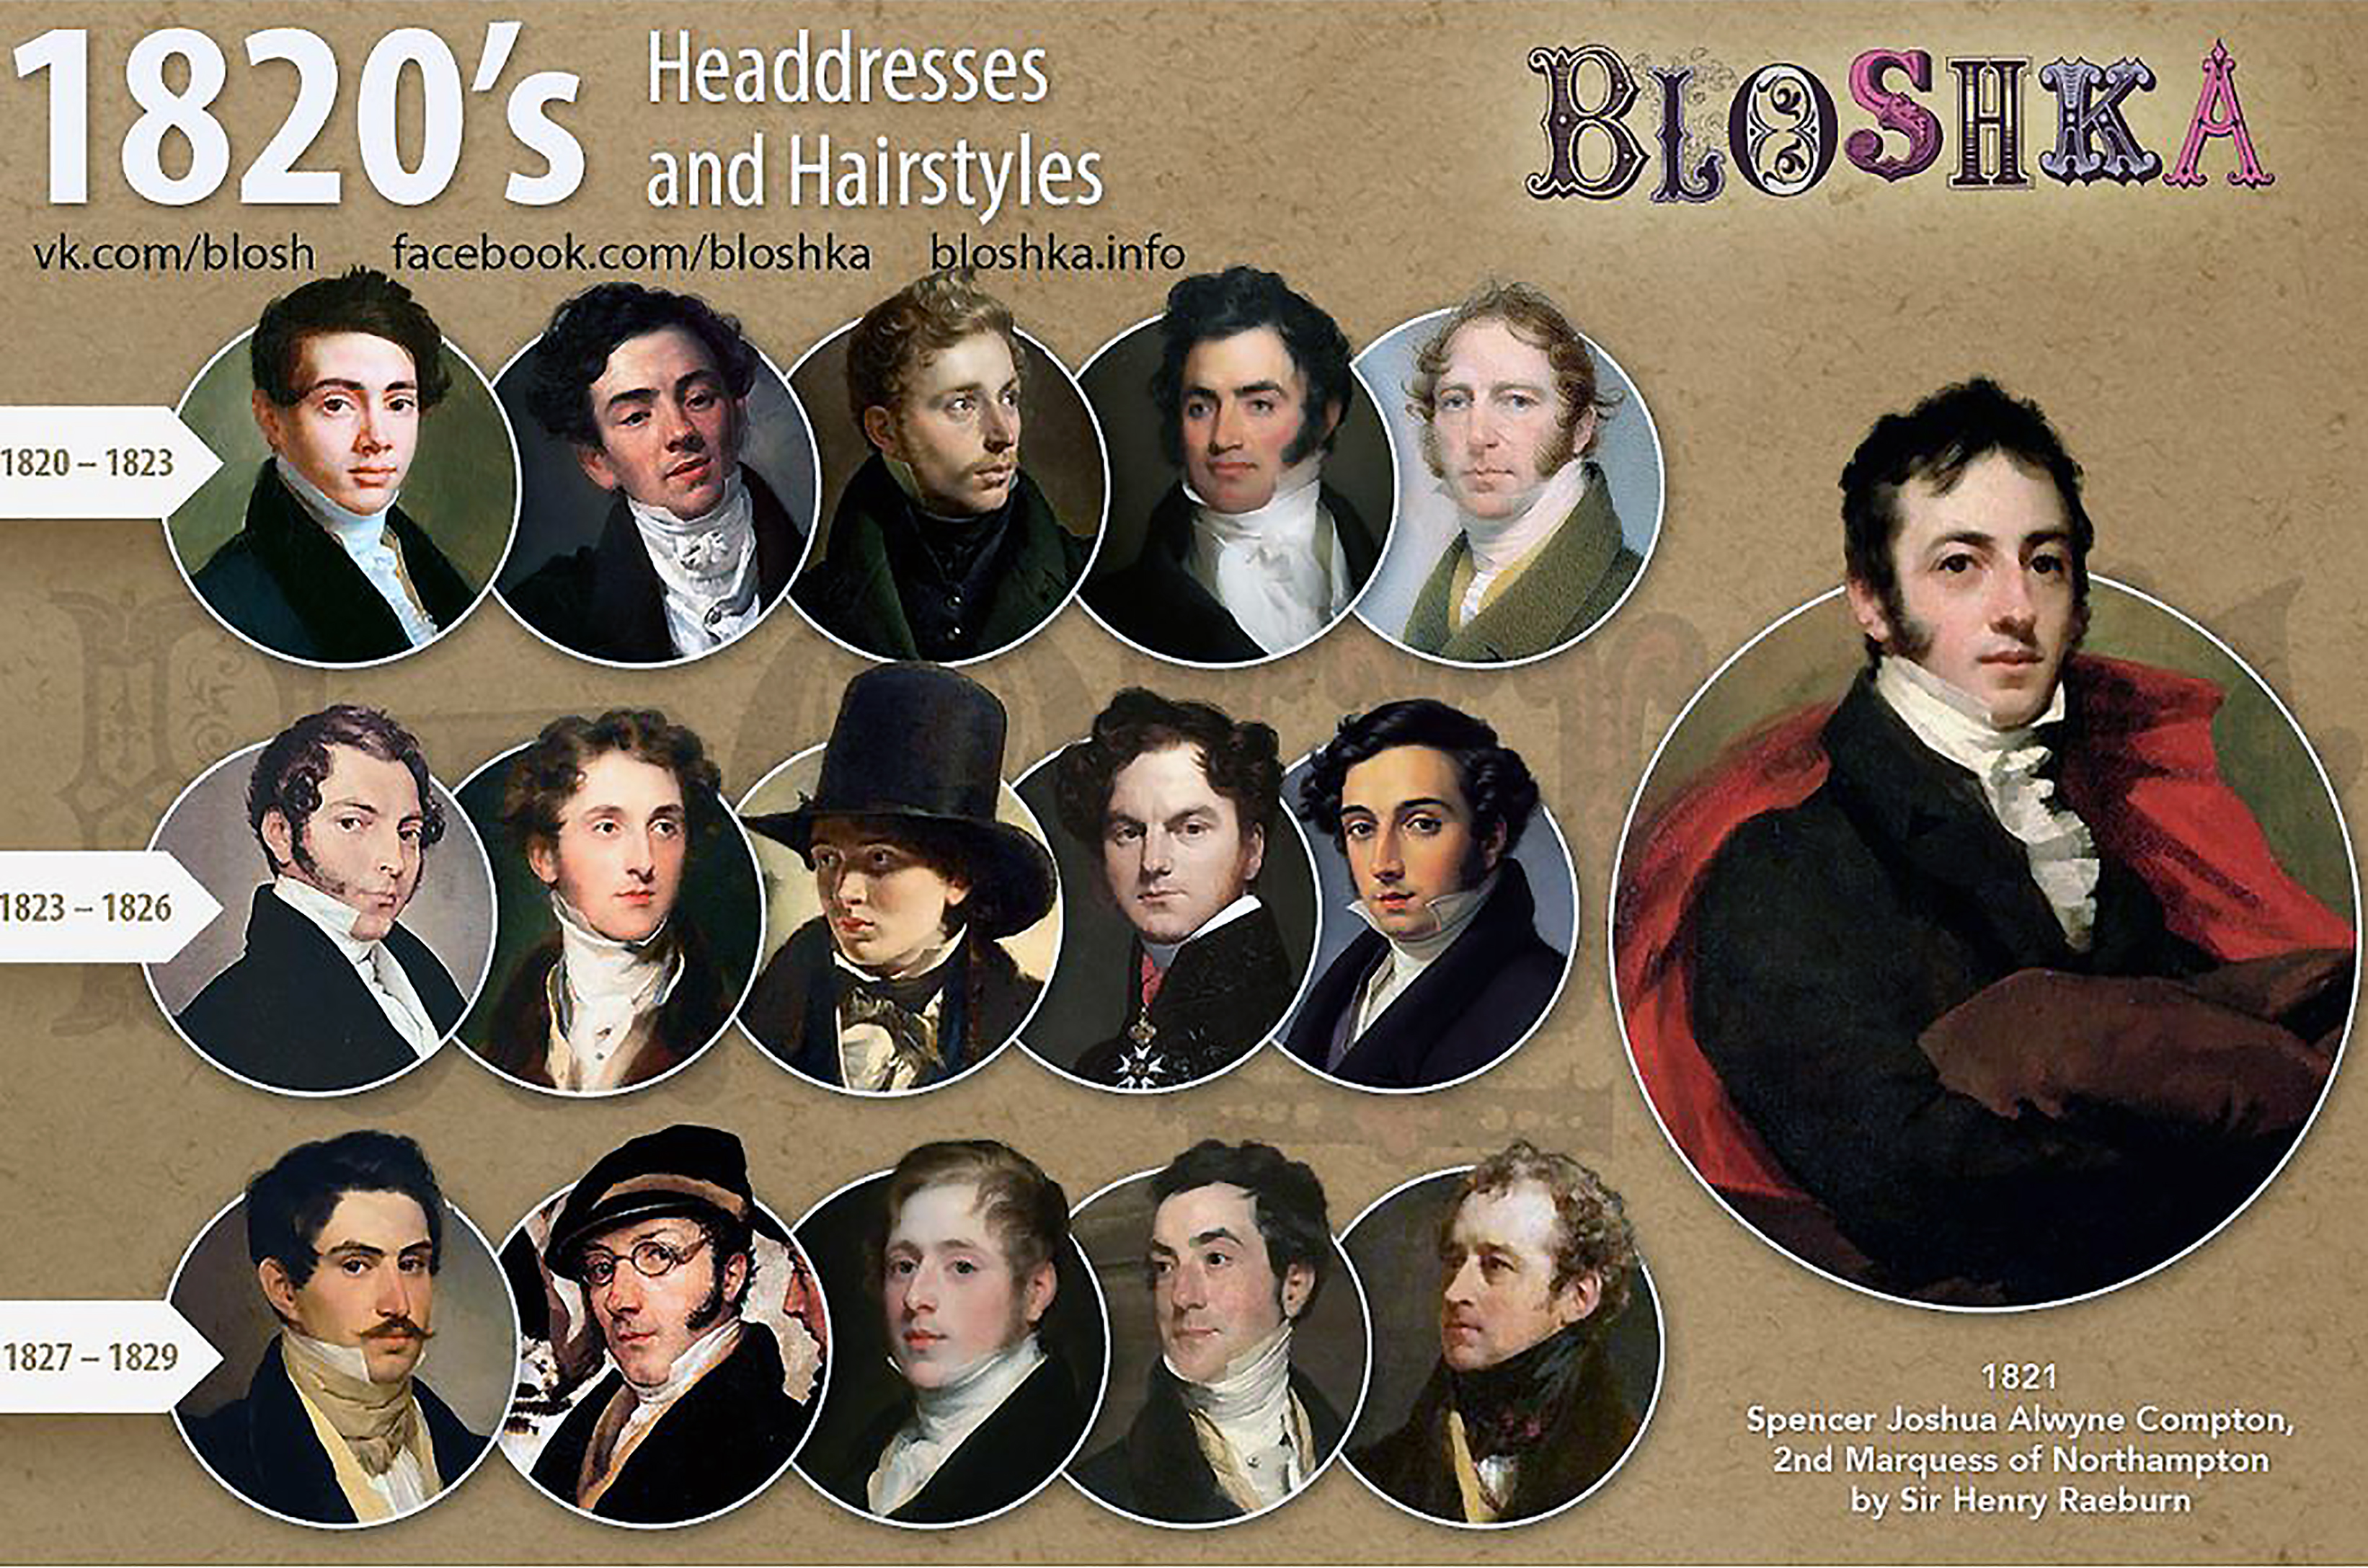 1820's
Headdresses
and Hairstyles
BLOSHKA
vk.com/blosh facebook.com/bloshka bloshka.info
1820 – 1823
1823 – 1826
1827 – 1829
1821
Spencer Joshua Alwyne Compton,
2nd Marquess of Northampton
by Sir Henry Raeburn